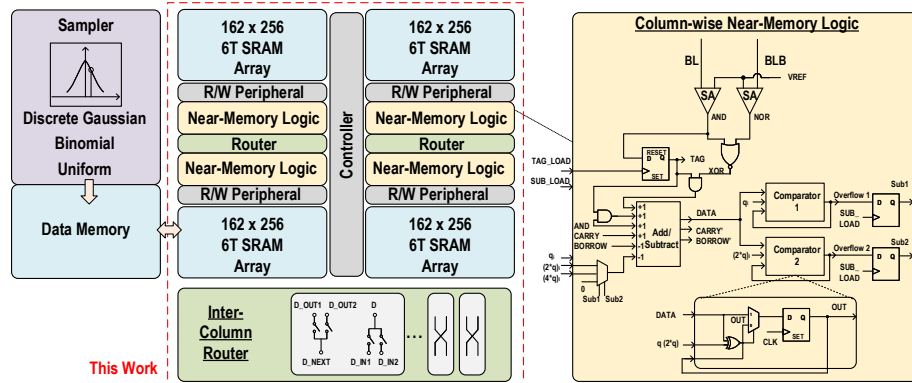 Sampler
Discrete Gaussian
Binomial
Uniform
Data Memory
162 x 256
6T SRAM
Array
R/W Peripheral
Near-Memory Logic
Router
Near-Memory Logic
R/W Peripheral
162 x 256
6T SRAM
Array
Controller
162 x 256
6T SRAM
Array
R/W Peripheral
Near-Memory Logic
Router
Near-Memory Logic
R/W Peripheral
162 x 256
6T SRAM
Array
Inter-
Column
Router
D_OUT1 D_OUT2 D
D_NEXT D_IN1 D_IN2
...
This Work
Column-wise Near-Memory Logic
BL BLB
VREF
SA SA
AND NOR
RESET
D Q
SET
TAG
XOR
TAG_LOAD
SUB_LOAD
AND
CARRY
BORROW
+1
+1
+1
+1
-1
-1
Add/
Subtract
DATA
CARRY'
BORROW'
qᵢ
(2*q)ᵢ
(4*q)ᵢ
0
Sub1 Sub2
qᵢ
Comparator
1
Overflow 1
SUB_
LOAD
D Q
Sub1
(2*q)ᵢ
Comparator
2
Overflow 2
SUB_
LOAD
D Q
Sub2
DATA
q (2*q)
OUT
1
0
CLK
D Q
SET
OUT